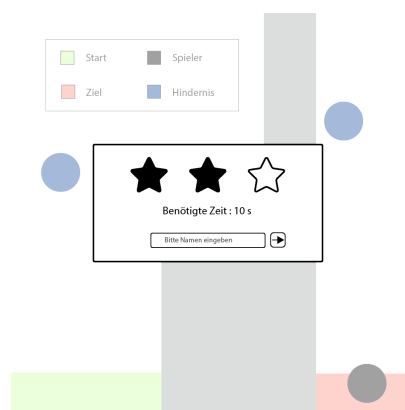 Start
Spieler
Ziel
Hindernis
Benötigte Zeit : 10 s
Bitte Namen eingeben